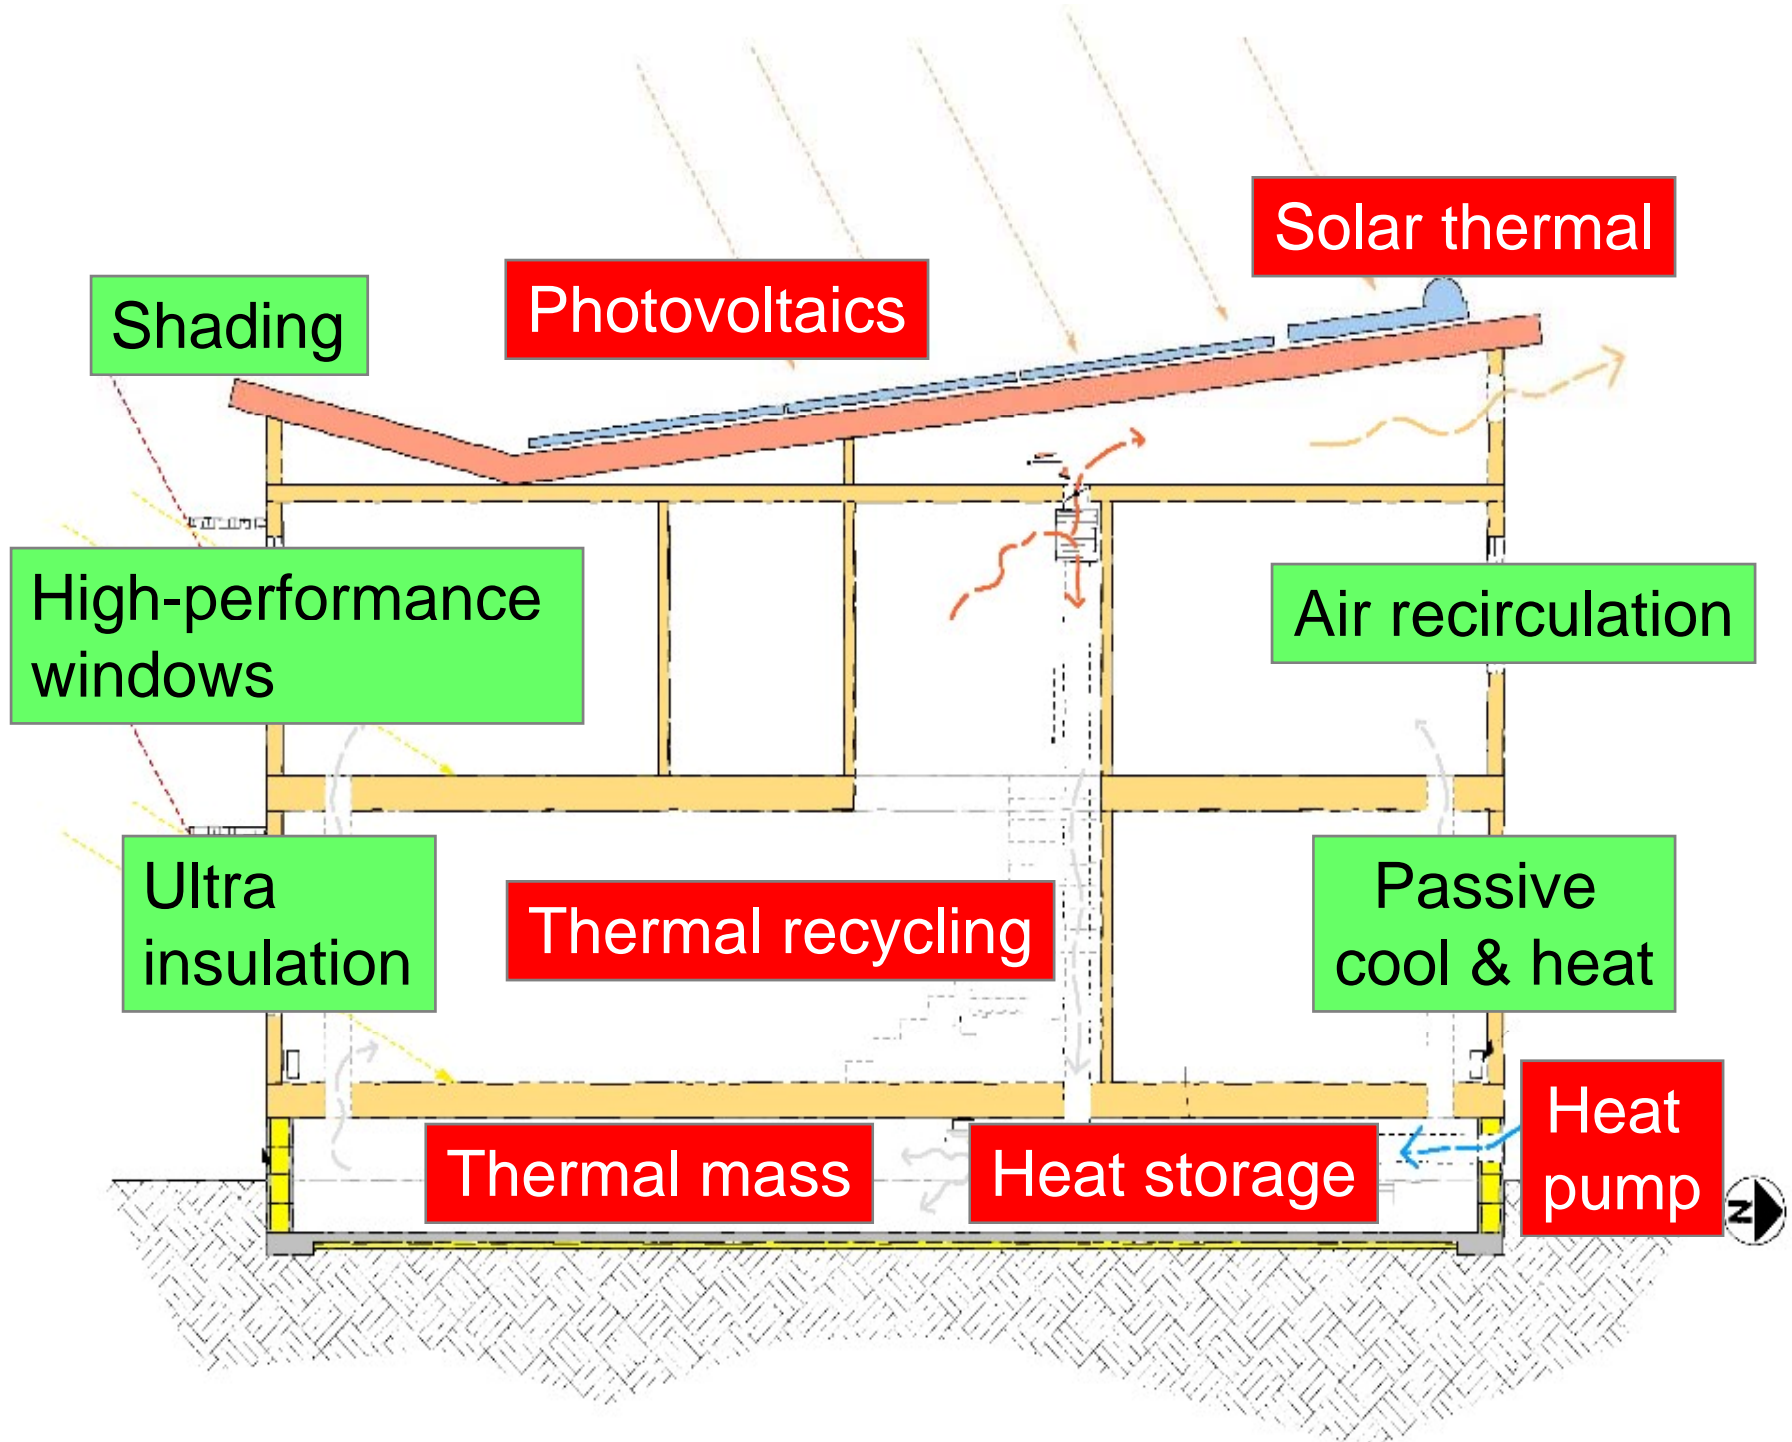 Solar thermal
Photovoltaics
Shading
High-performance
windows
Air recirculation
Ultra
insulation
Thermal recycling
Passive
cool & heat
Thermal mass
Heat storage
Heat
pump
N